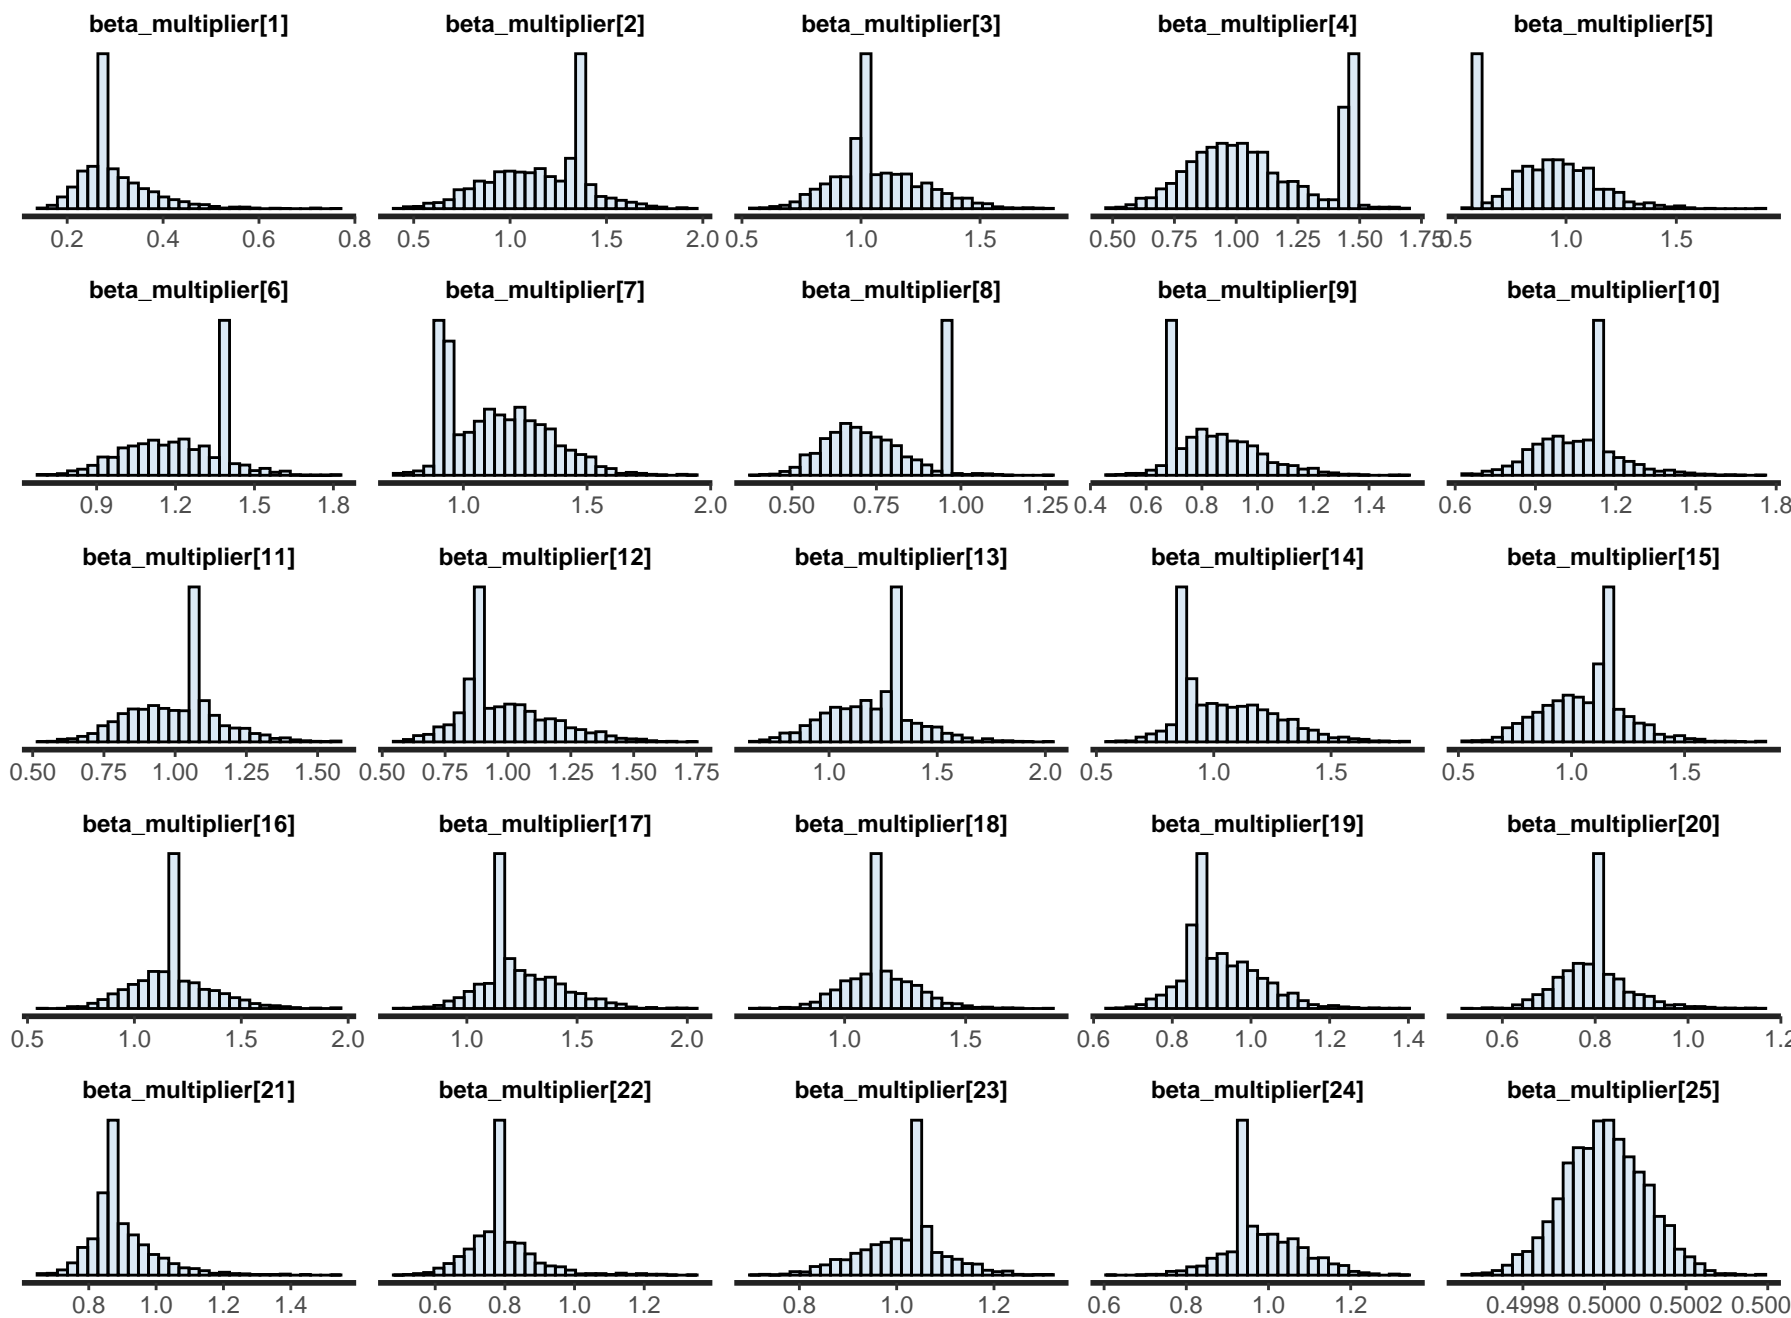 beta_multiplier[1] beta_multiplier[2] beta_multiplier[3] beta_multiplier[4] beta_multiplier[5]
0.2 0.4 0.6 0.8 0.5 1.0 1.5 2.0 0.5 1.0 1.5 0.50 0.75 1.00 1.25 1.50 1.75 0.5 1.0 1.5
beta_multiplier[6] beta_multiplier[7] beta_multiplier[8] beta_multiplier[9] beta_multiplier[10]
0.9 1.2 1.5 1.8 1.0 1.5 2.0 0.50 0.75 1.00 1.25 0.4 0.6 0.8 1.0 1.2 1.4 0.6 0.9 1.2 1.5 1.8
beta_multiplier[11] beta_multiplier[12] beta_multiplier[13] beta_multiplier[14] beta_multiplier[15]
0.50 0.75 1.00 1.25 1.50 0.50 0.75 1.00 1.25 1.50 1.75 1.0 1.5 2.0 0.5 1.0 1.5 0.5 1.0 1.5
beta_multiplier[16] beta_multiplier[17] beta_multiplier[18] beta_multiplier[19] beta_multiplier[20]
0.5 1.0 1.5 2.0 1.0 1.5 2.0 1.0 1.5 0.6 0.8 1.0 1.2 1.4 0.6 0.8 1.0 1.2
beta_multiplier[21] beta_multiplier[22] beta_multiplier[23] beta_multiplier[24] beta_multiplier[25]
0.8 1.0 1.2 1.4 0.6 0.8 1.0 1.2 0.8 1.0 1.2 0.6 0.8 1.0 1.2 0.4998 0.5000 0.5002 0.500